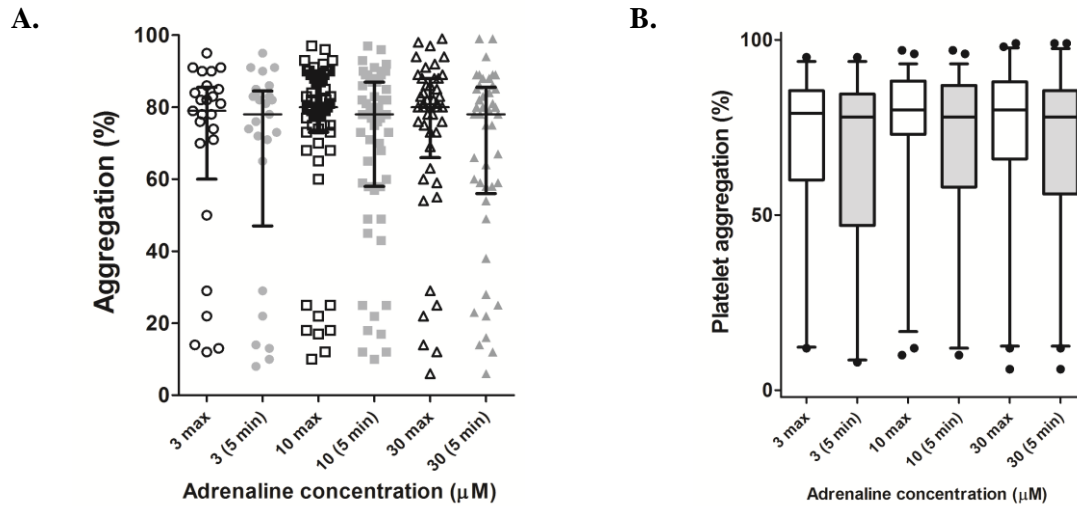 A.
Aggregation (%)
100
80
60
40
20
0
3 max
3 (5 min)
10 max
10 (5 min)
30 max
30 (5 min)
Adrenaline concentration (μM)
B.
Platelet aggregation (%)
100
50
0
3 max
3 (5 min)
10 max
10 (5 min)
30 max
30 (5 min)
Adrenaline concentration (μM)